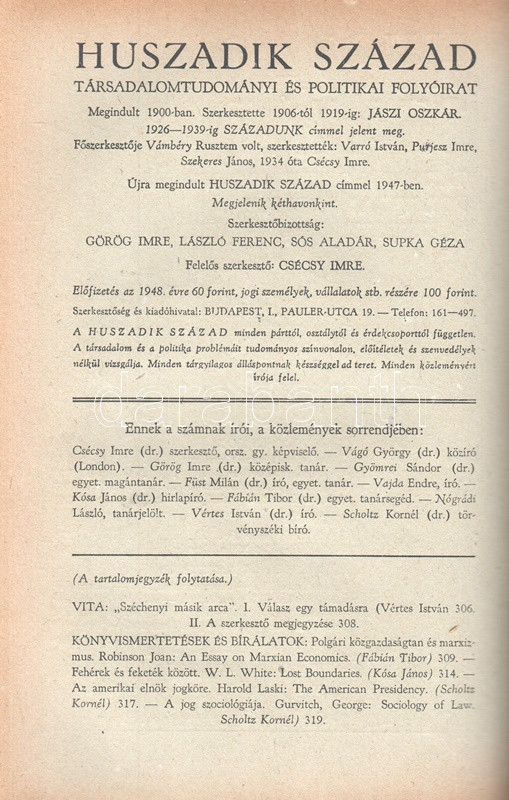 HUSZADIK SZÁZAD
TÁRSADALOMTUDOMÁNYI ÉS POLITIKAI FOLYÓIRAT
Megindult 1900-ban. Szerkesztette 1906-tól 1919-ig: JÁSZI OSZKÁR.
1926—1939-ig SZÁZADUNK címmel jelent meg.
Főszerkesztője Vámbéry Rusztem volt, szerkesztették: Varró István, Purjesz Imre,
Szekeres János, 1934 óta Csécsy Imre.
Újra megindult HUSZADIK SZÁZAD címmel 1947-ben.
Megjelenik kéthavonkint.
Szerkesztőbizottság:
GÖRÖG IMRE, LÁSZLÓ FERENC, SÓS ALADÁR, SUPKA GÉZA
Felelős szerkesztő: CSÉCSY IMRE.
Előfizetés az 1948. évre 60 forint, jogi személyek, vállalatok stb. részére 100 forint.
Szerkesztőség és kiadóhivatal: BUDAPEST, I., PAULER-UTCA 19. — Telefon: 161—497.
A HUSZADIK SZÁZAD minden párttól, osztálytól és érdekcsoporttól független.
A társadalom és a politika problémáit tudományos színvonalon, előítéletek és szenvedélyek
nélkül vizsgálja. Minden tárgyilagos álláspontnak készséggel ad teret. Minden közleményért
írója felel.
darabanth
Ennek a számnak írói, a közlemények sorrendjében:
Csécsy Imre (dr.) szerkesztő, orsz. gy. képviselő. — Vágó György (dr.) közíró
(London). — Görög Imre (dr.) középisk. tanár. — Gyömrei Sándor (dr.)
egyet. magántanár. — Füst Milán (dr.) író, egyet. tanár. — Vajda Endre, író. —
Kósa János (dr.) hirlapíró. — Fábián Tibor (dr.) egyet. tanársegéd. — Nógrádi
László, tanárjelölt. — Vértes István (dr.) író. — Scholtz Kornél (dr.) tör-
vényszéki bíró.
(A tartalomjegyzék folytatása.)
VITA: „Széchenyi másik arca". I. Válasz egy támadásra (Vértes István 306.
II. A szerkesztő megjegyzése 308.
KÖNYVISMERTETÉSEK ÉS BÍRÁLATOK: Polgári közgazdaságtan és marxiz-
mus. Robinson Joan: An Essay on Marxian Economics. (Fábián Tibor) 309. —
Fehérek és feketék között. W. L. White: Lost Boundaries. (Kósa János) 314. —
Az amerikai elnök jogköre. Harold Laski: The American Presidency. (Scholtz
Kornél) 317. — A jog szociológiája. Gurvitch, George: Sociology of Law.
Scholtz Kornél) 319.